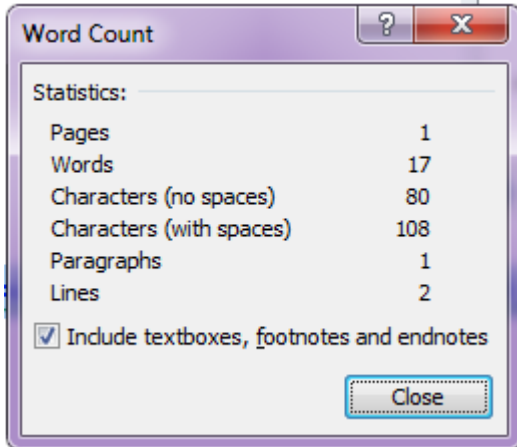 Word Count
Statistics:
Pages 1
Words 17
Characters (no spaces) 80
Characters (with spaces) 108
Paragraphs 1
Lines 2
Include textboxes, footnotes and endnotes
Close